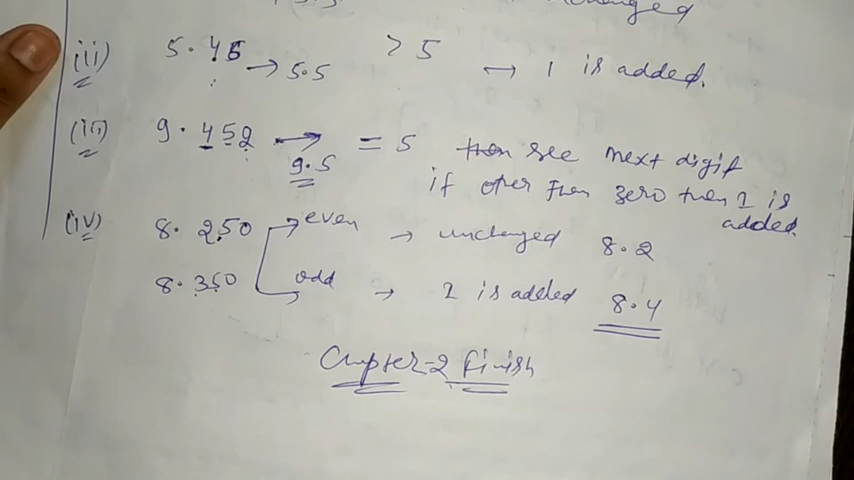 changed
(ii) 5.46 → 5.5 > 5 ↔ 1 is added.
(iii) 9.452 → 9.5 = 5 then see next digit
if other than zero then 1 is
added.
(iv) 8.250 → even → unchanged 8.2
8.350 → odd → 1 is added 8.4
Chapter-2 finish